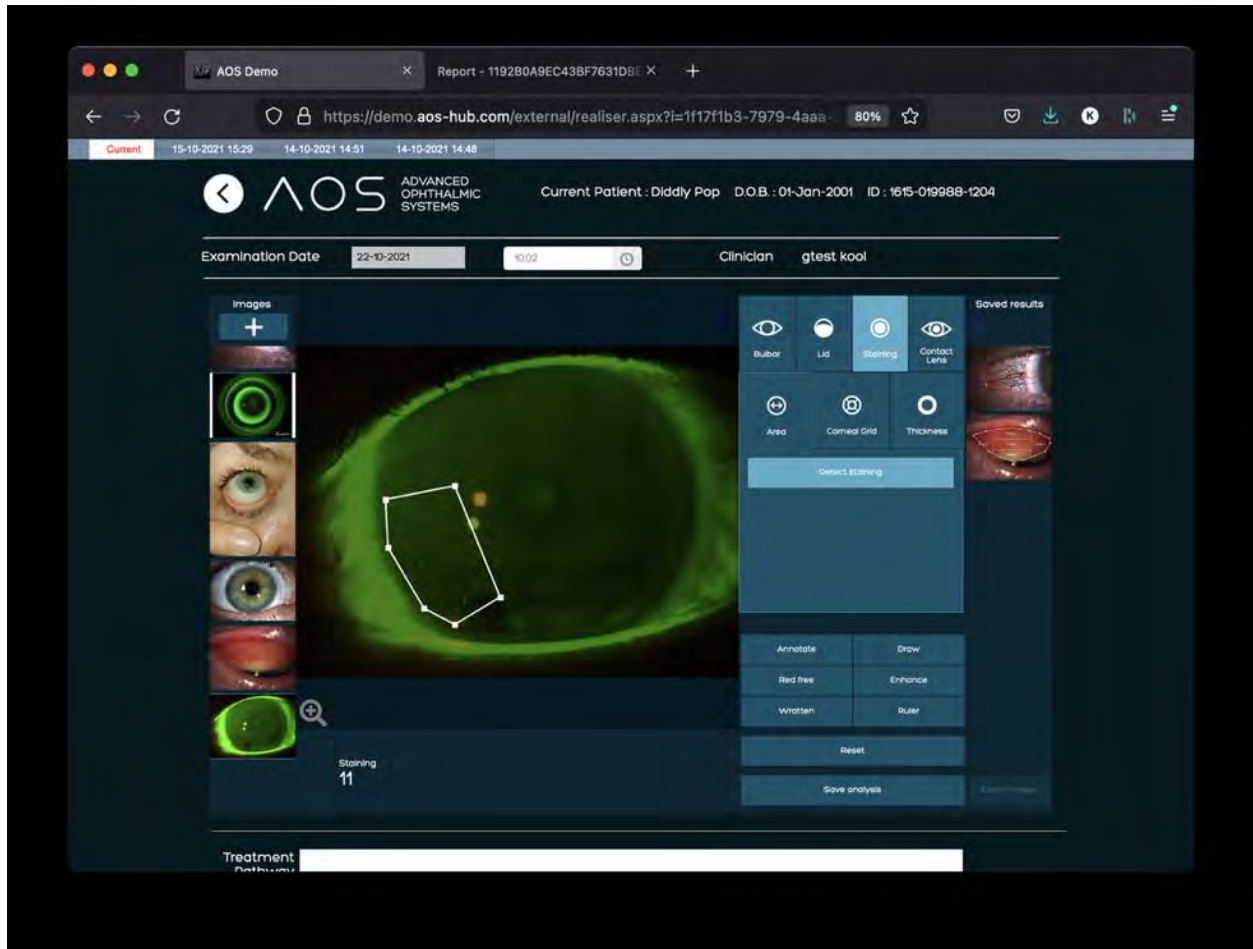 AOS Demo
Report - 1192B0A9EC43BF7631DBE
https://demo.aos-hub.com/external/realiser.aspx?i=1f17f1b3-7979-4aaa-
80%
K
Current
15-10-2021 15:29
14-10-2021 14:51
14-10-2021 14:48
AOS
ADVANCED
OPHTHALMIC
SYSTEMS
Current Patient : Diddly Pop D.O.B. : 01-Jan-2001 ID : 1615-019988-1204
Examination Date
22-10-2021
10:02
Clinician
gtest kool
Images
Bulbar
Lid
Staining
Contact
Lens
Saved results
Area
Corneal Grid
Thickness
Detect Staining
Annotate
Draw
Red free
Enhance
Wratten
Ruler
Reset
Save analysis
Staining
11
Treatment
Pathway